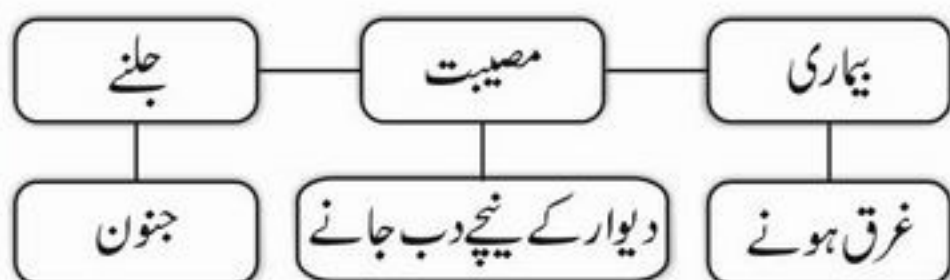 بیماری مصیبت جلنے
غرق ہونے دیوار کے نیچے دب جانے جنون